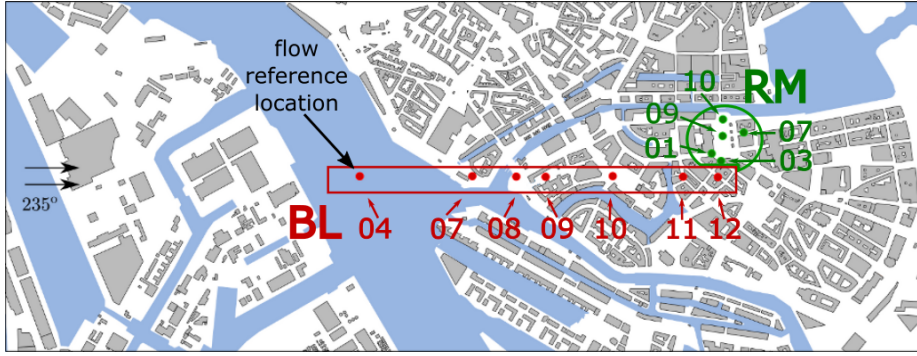 flow
reference
location
10 RM
09
07
01
03
235°
BL 04 07 08 09 10 11 12